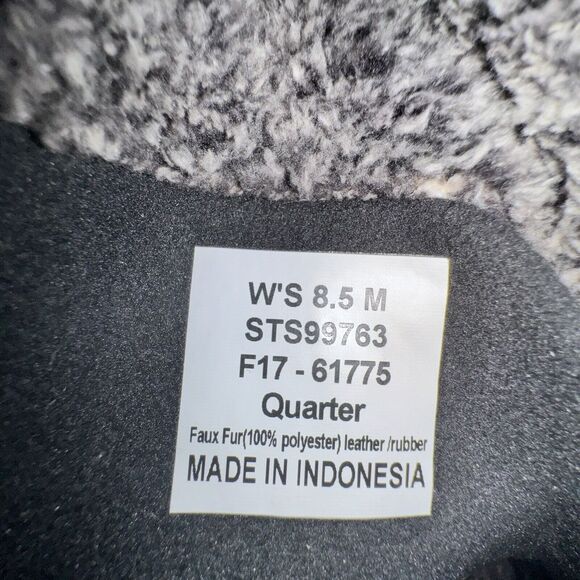 W'S 8.5 M
STS99763
F17 - 61775
Quarter
Faux Fur(100% polyester) leather /rubber
MADE IN INDONESIA